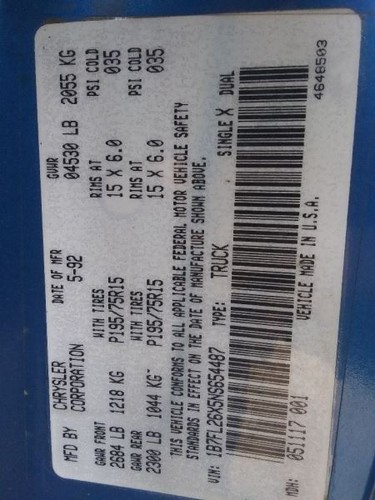 MFD BY CHRYSLER CORPORATION DATE OF MFR 5-92 GVWR 04530 LB 2055 KG
GAWR FRONT WITH TIRES RIMS AT PSI COLD
2684 LB 1218 KG P195/75R15 15 X 6.0 035
GAWR REAR WITH TIRES RIMS AT PSI COLD
2300 LB 1044 KG P195/75R15 15 X 6.0 035
THIS VEHICLE CONFORMS TO ALL APPLICABLE FEDERAL MOTOR VEHICLE SAFETY
STANDARDS IN EFFECT ON THE DATE OF MANUFACTURE SHOWN ABOVE.
VIN: 1B7FL26X5NS654487 TYPE: TRUCK SINGLE X DUAL
MDH: 051117 001 VEHICLE MADE IN U.S.A. 4648503